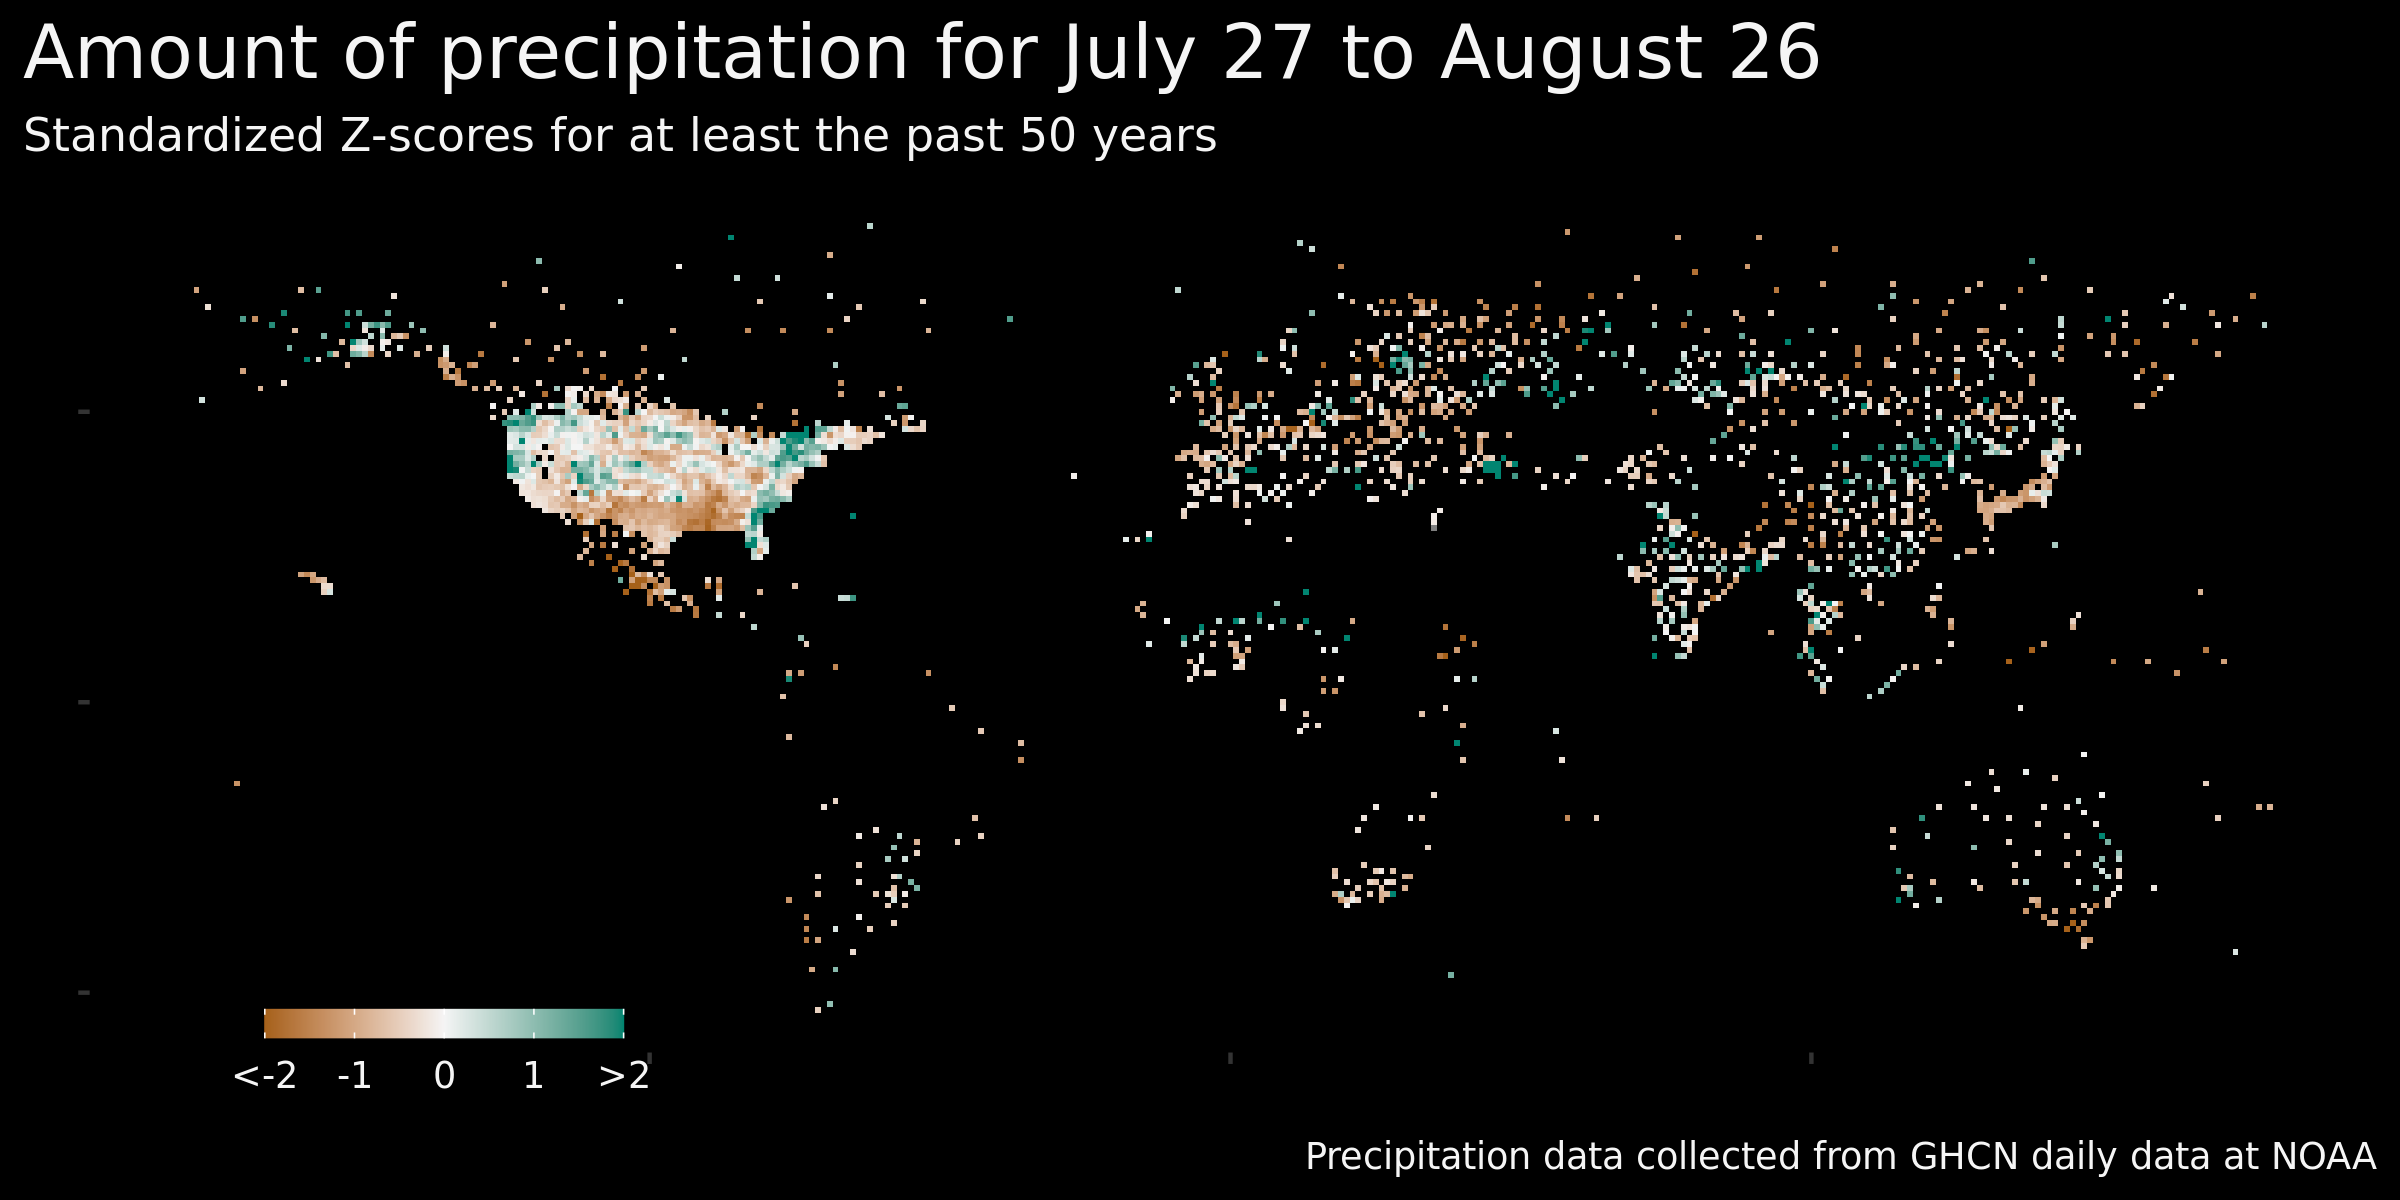 Amount of precipitation for July 27 to August 26
Standardized Z-scores for at least the past 50 years
<-2 -1 0 1 >2
Precipitation data collected from GHCN daily data at NOAA